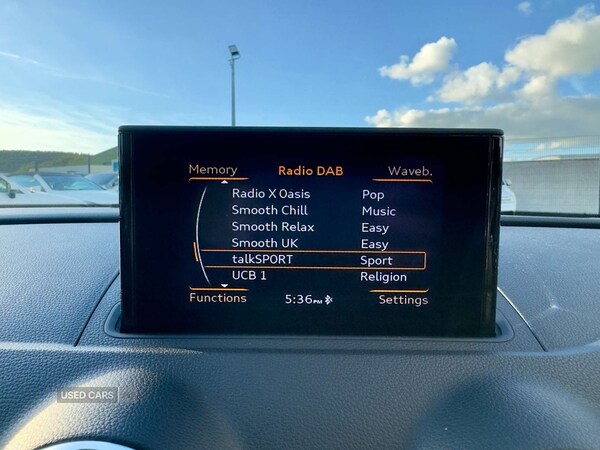 Memory Radio DAB Waveb.
Radio X Oasis Pop
Smooth Chill Music
Smooth Relax Easy
Smooth UK Easy
talkSPORT Sport
UCB 1 Religion
Functions 5:36PM Settings
USED CARS